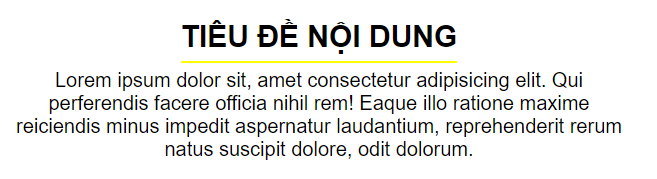 TIÊU ĐỀ NỘI DUNG
Lorem ipsum dolor sit, amet consectetur adipisicing elit. Qui
perferendis facere officia nihil rem! Eaque illo ratione maxime
reiciendis minus impedit aspernatur laudantium, reprehenderit rerum
natus suscipit dolore, odit dolorum.